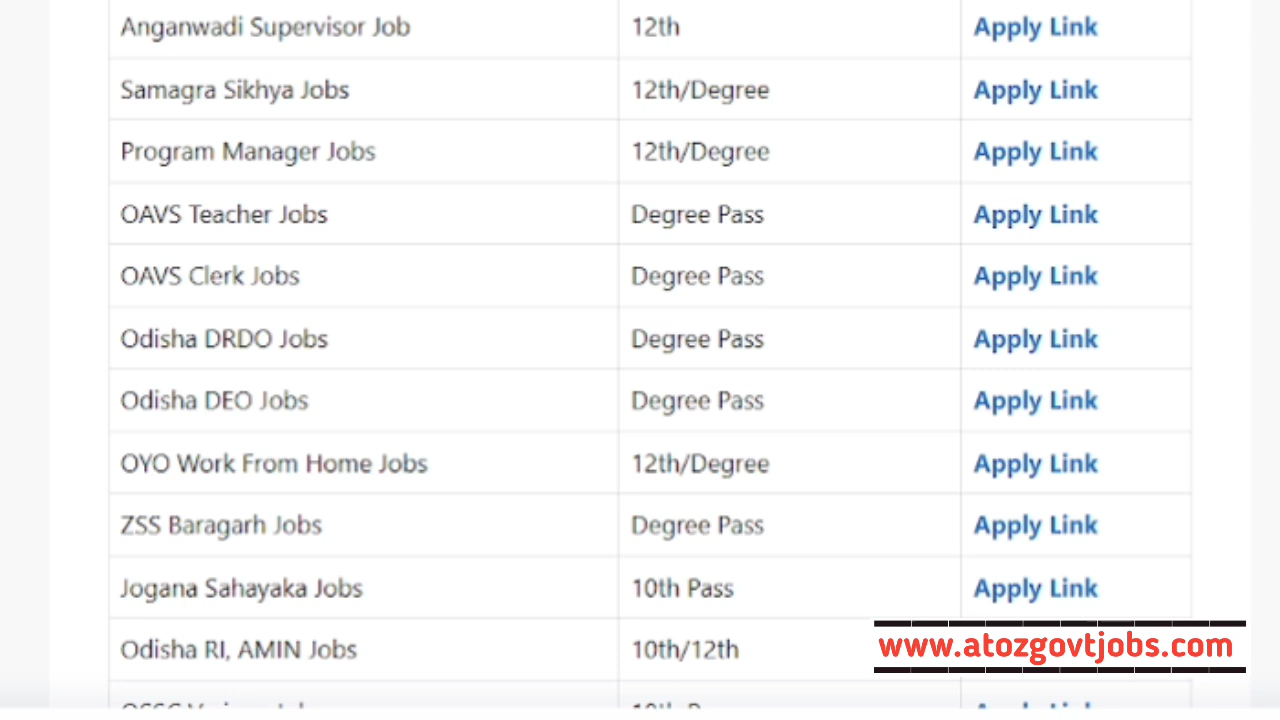 Anganwadi Supervisor Job 12th Apply Link
Samagra Sikhya Jobs 12th/Degree Apply Link
Program Manager Jobs 12th/Degree Apply Link
OAVS Teacher Jobs Degree Pass Apply Link
OAVS Clerk Jobs Degree Pass Apply Link
Odisha DRDO Jobs Degree Pass Apply Link
Odisha DEO Jobs Degree Pass Apply Link
OYO Work From Home Jobs 12th/Degree Apply Link
ZSS Baragarh Jobs Degree Pass Apply Link
Jogana Sahayaka Jobs 10th Pass Apply Link
Odisha RI, AMIN Jobs 10th/12th
www.atozgovtjobs.com